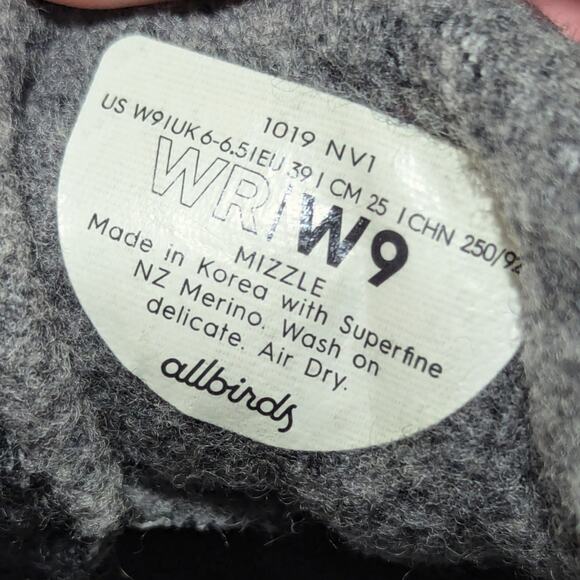 1019 NV1
US W9|UK 6-6.5|EU 39| CM 25 |CHN 250/92
WR/W9
MIZZLE
Made in Korea with Superfine
NZ Merino. Wash on
delicate. Air Dry.
allbirds